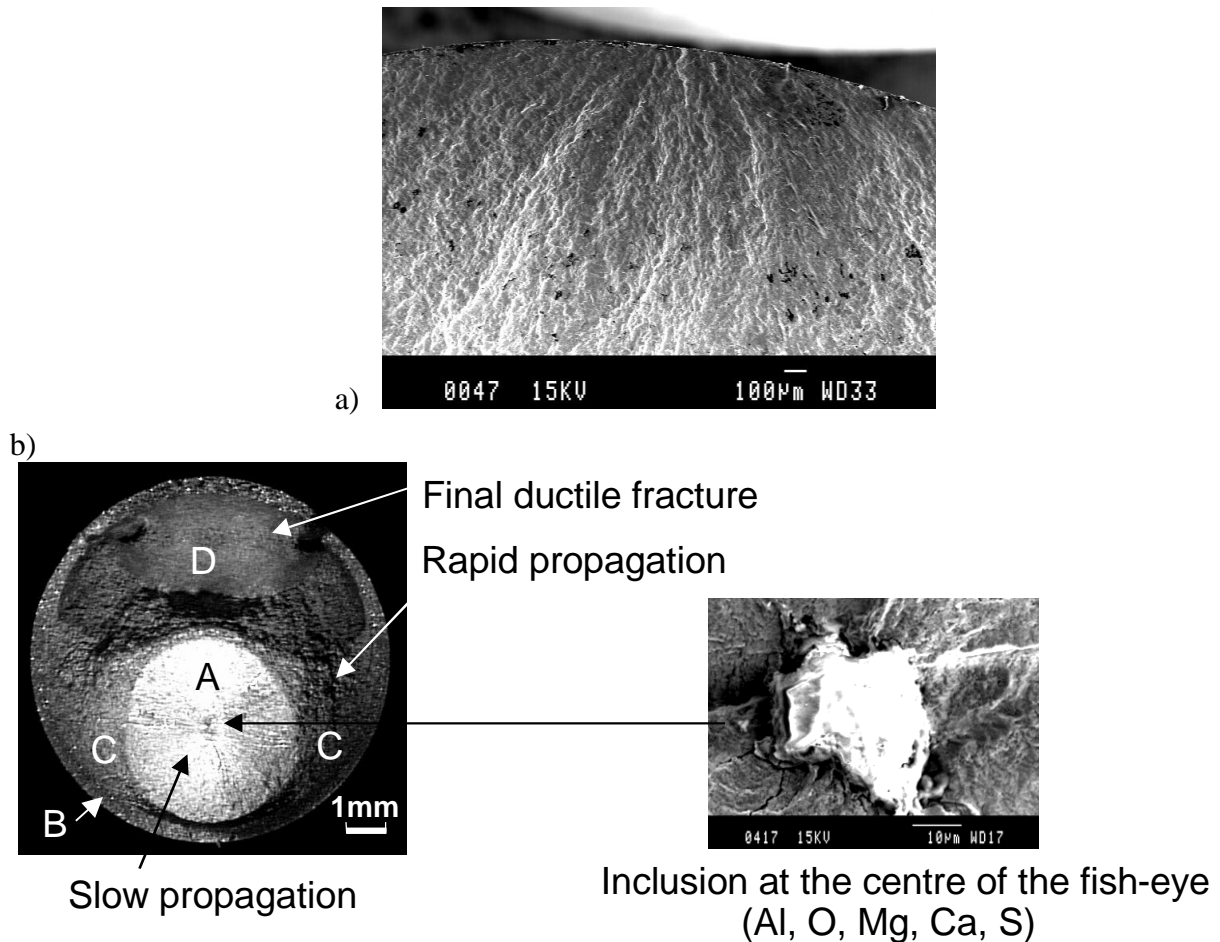 0047 15KV 100µm WD33
a)
b)
Final ductile fracture
D
Rapid propagation
A
C C
B
1mm
Slow propagation
0417 15KV 10µm WD17
Inclusion at the centre of the fish-eye
(Al, O, Mg, Ca, S)